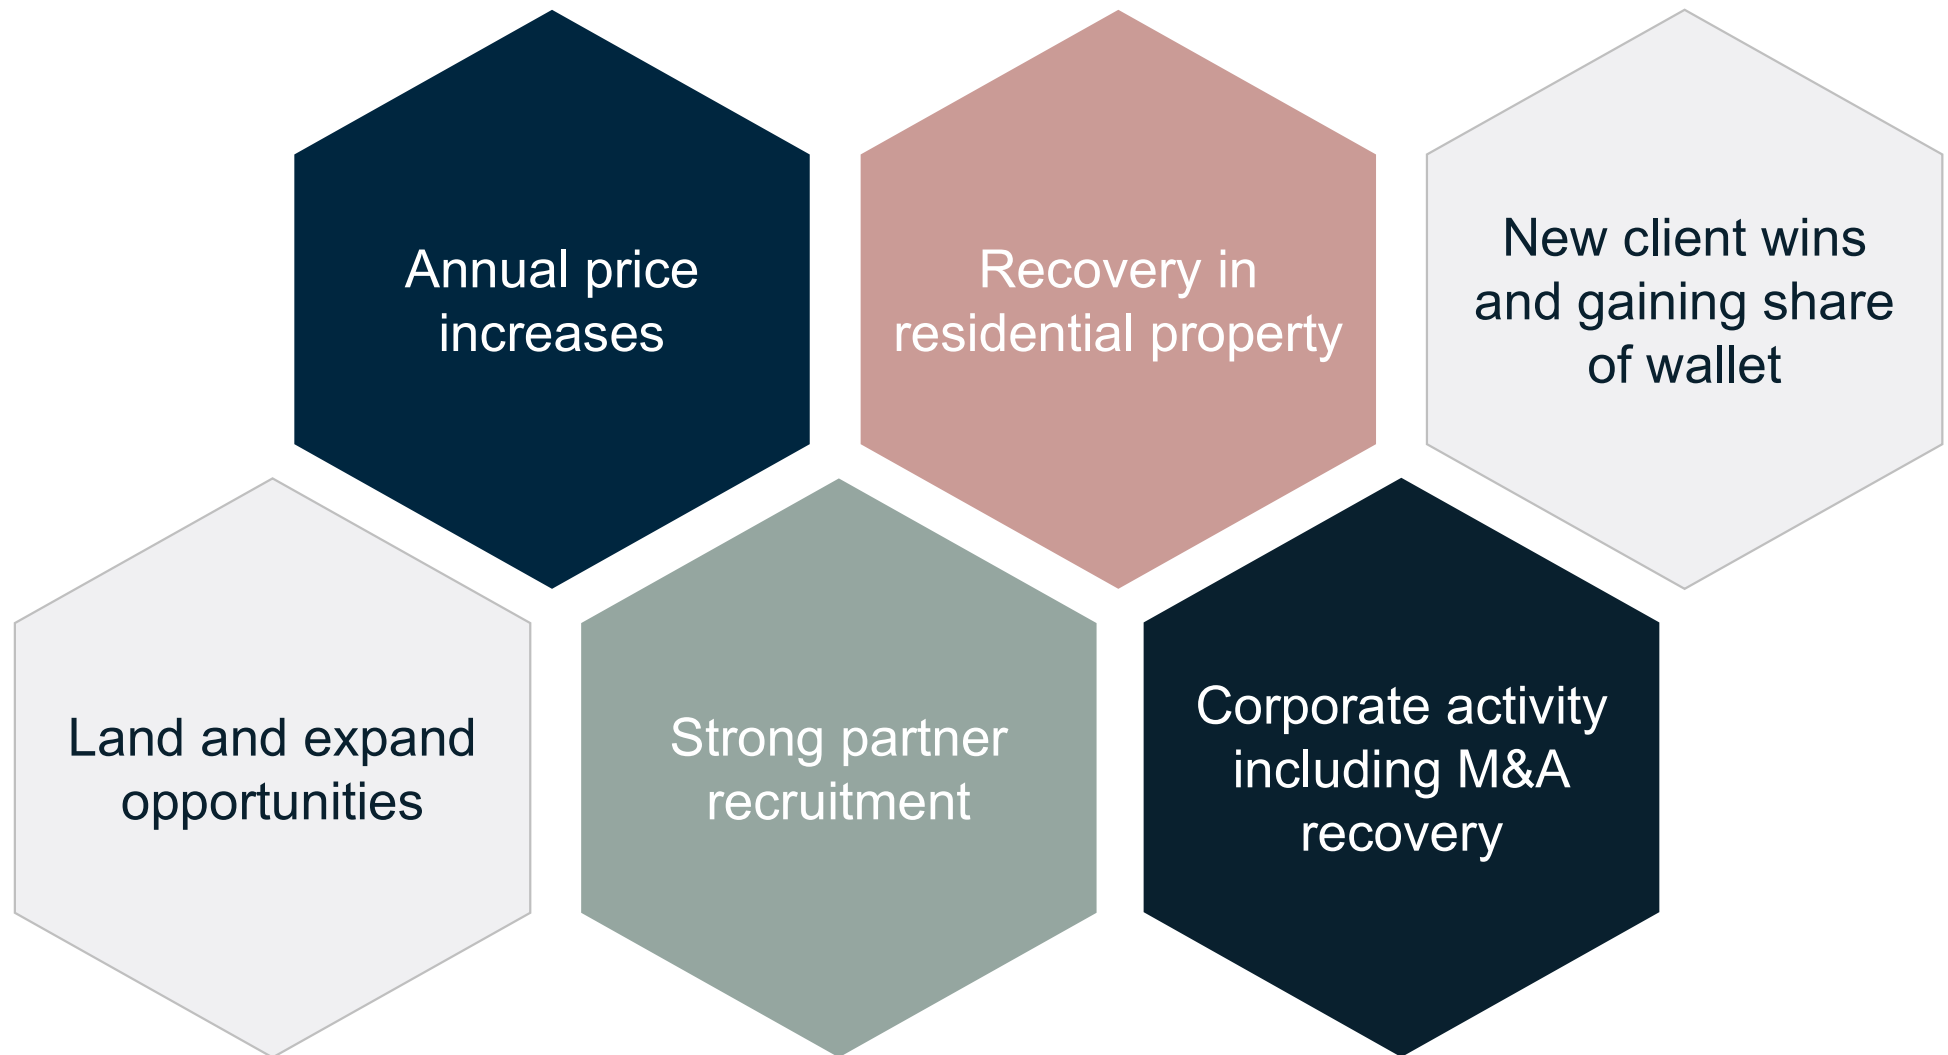 Annual price
increases
Recovery in
residential property
New client wins
and gaining share
of wallet
Land and expand
opportunities
Strong partner
recruitment
Corporate activity
including M&A
recovery